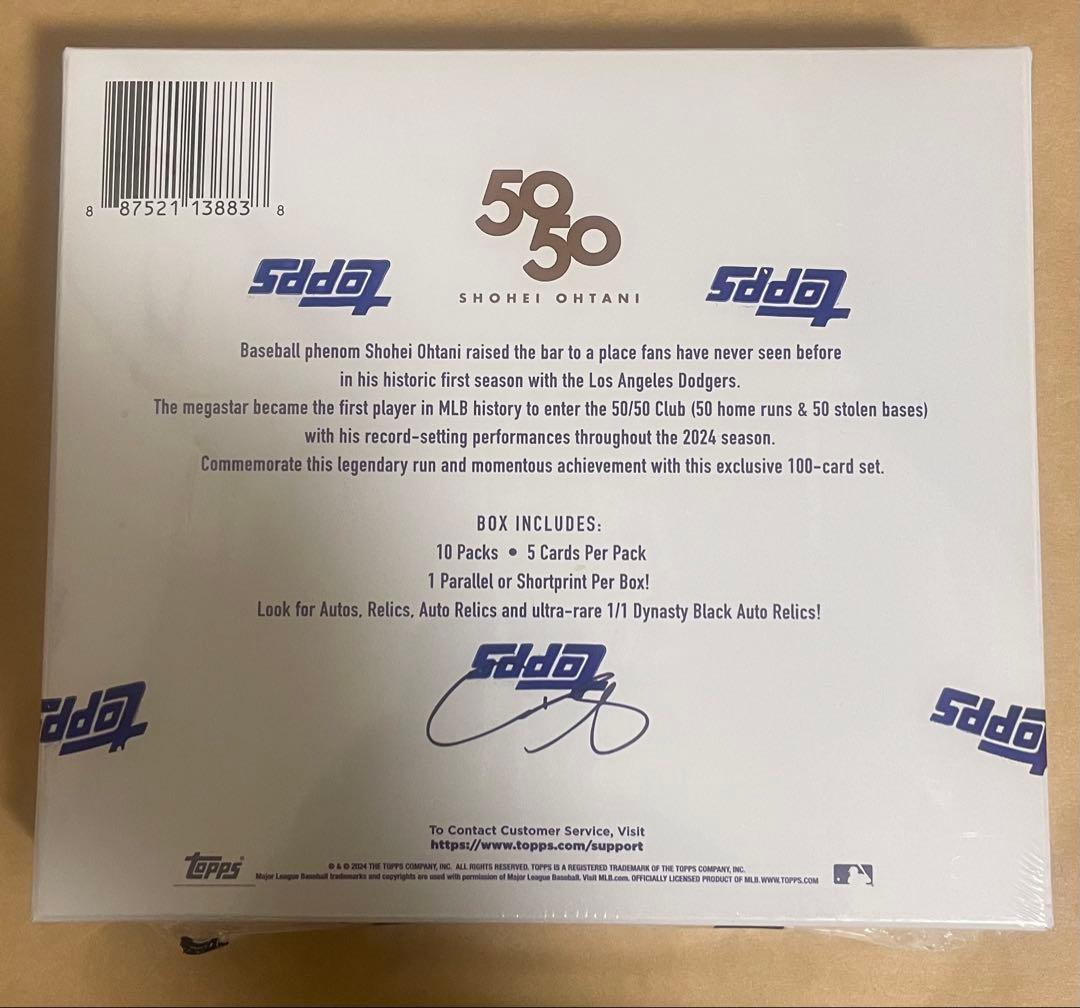 8 87521 13883 8
50
50
SHOHEI OHTANI
topps
topps
Baseball phenom Shohei Ohtani raised the bar to a place fans have never seen before
in his historic first season with the Los Angeles Dodgers.
The megastar became the first player in MLB history to enter the 50/50 Club (50 home runs & 50 stolen bases)
with his record-setting performances throughout the 2024 season.
Commemorate this legendary run and momentous achievement with this exclusive 100-card set.
BOX INCLUDES:
10 Packs • 5 Cards Per Pack
1 Parallel or Shortprint Per Box!
Look for Autos, Relics, Auto Relics and ultra-rare 1/1 Dynasty Black Auto Relics!
topps
topps
topps
To Contact Customer Service, Visit
https://www.topps.com/support
topps
® & © 2024 THE TOPPS COMPANY, INC. ALL RIGHTS RESERVED. TOPPS IS A REGISTERED TRADEMARK OF THE TOPPS COMPANY, INC.
Major League Baseball trademarks and copyrights are used with permission of Major League Baseball. Visit MLB.com. OFFICIALLY LICENSED PRODUCT OF MLB. WWW.TOPPS.COM